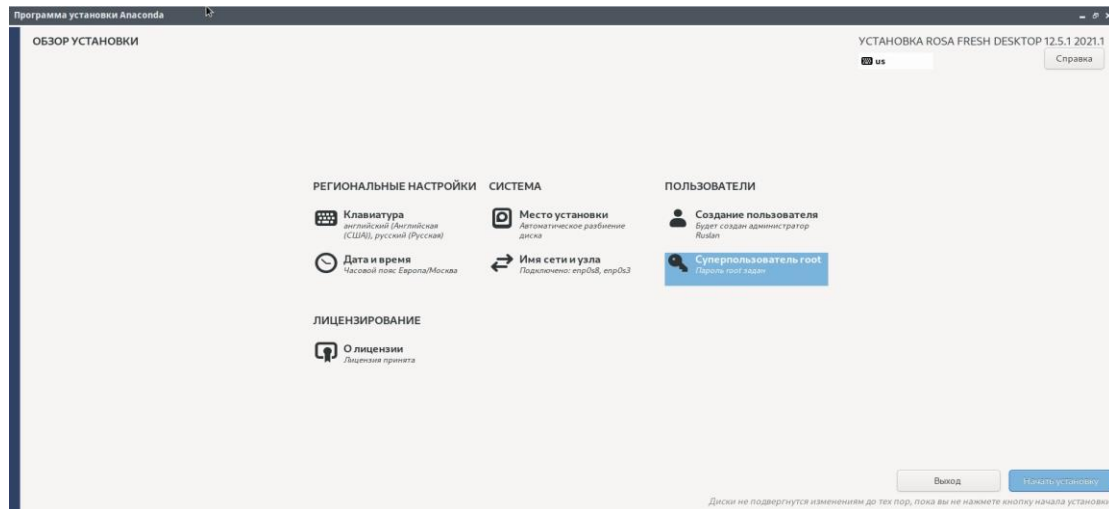 Программа установки Anaconda
ОБЗОР УСТАНОВКИ
УСТАНОВКА ROSA FRESH DESKTOP 12.5.1 2021.1
us
Справка
РЕГИОНАЛЬНЫЕ НАСТРОЙКИ
Клавиатура
английский (Английская
(США)), русский (Русская)
Дата и время
Часовой пояс Европа/Москва
СИСТЕМА
Место установки
Автоматическое разбиение
диска
Имя сети и узла
Подключено: enp0s8, enp0s3
ПОЛЬЗОВАТЕЛИ
Создание пользователя
Будет создан администратор
Ruslan
Суперпользователь root
Пароль root задан
ЛИЦЕНЗИРОВАНИЕ
О лицензии
Лицензия принята
Выход
Начать установку
Диски не подвергнутся изменениям до тех пор, пока вы не нажмете кнопку начала установки